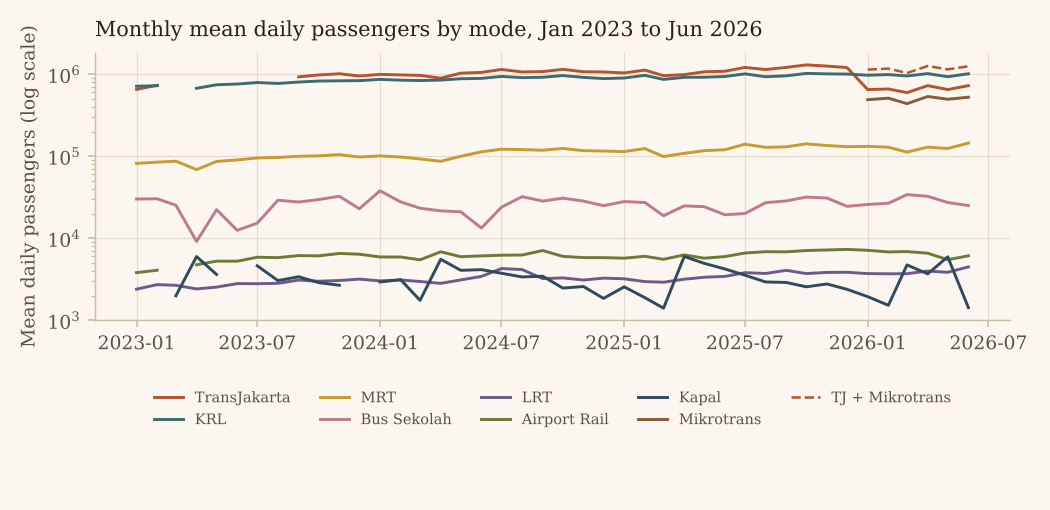 Monthly mean daily passengers by mode, Jan 2023 to Jun 2026
Mean daily passengers (log scale)
10⁶
10⁵
10⁴
10³
2023-01 2023-07 2024-01 2024-07 2025-01 2025-07 2026-01 2026-07
TransJakarta MRT LRT Kapal TJ + Mikrotrans
KRL Bus Sekolah Airport Rail Mikrotrans